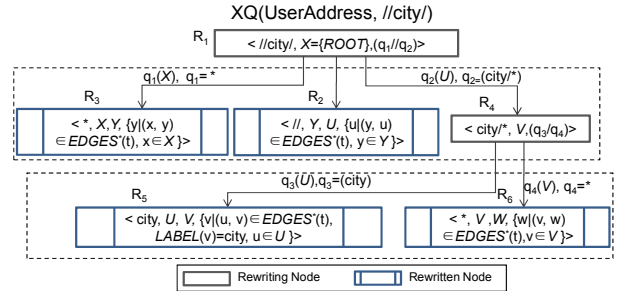 XQ(UserAddress, //city/)
R1
< //city/, X={ROOT},(q1//q2)>
q1(X), q1= *
q2(U), q2=(city/*)
R3
R2
R4
< *, X,Y, {y|(x, y)
∈EDGES*(t), x∈X }>
< //, Y, U, {u|(y, u)
∈EDGES*(t), y∈Y}>
< city/*, V,(q3/q4)>
q3(U),q3=(city)
q4(V), q4=*
R5
R6
< city, U, V, {v|(u, v)∈EDGES*(t),
LABEL(v)=city, u∈U }>
< *, V ,W, {w|(v, w)
∈EDGES*(t),v∈V }>
Rewriting Node
Rewritten Node